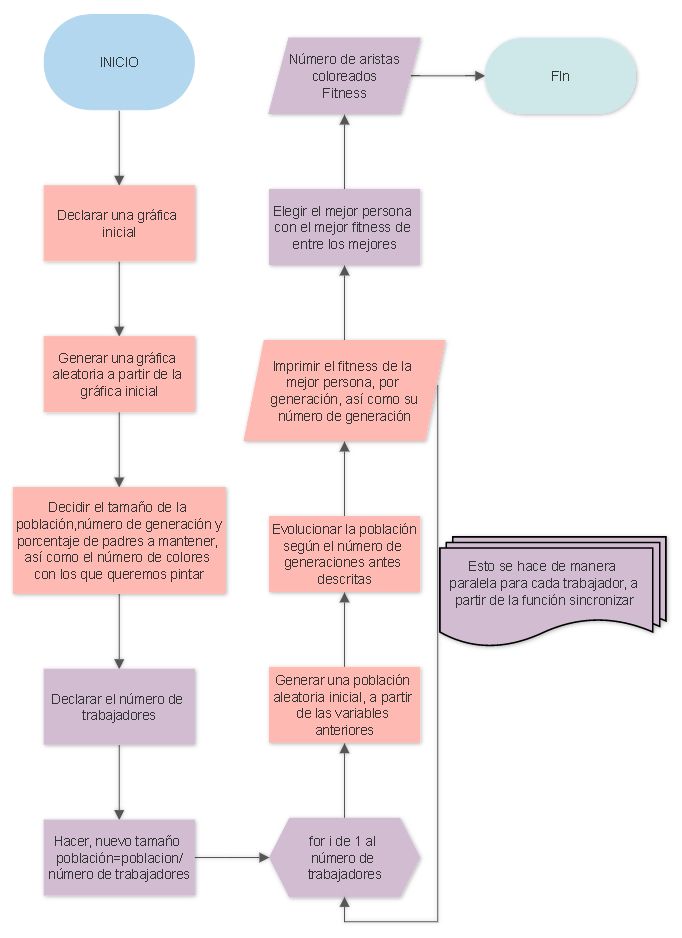 INICIO
Declarar una gráfica
inicial
Generar una gráfica
aleatoria a partir de la
gráfica inicial
Decidir el tamaño de la
población,número de generación y
porcentaje de padres a mantener,
así como el número de colores
con los que queremos pintar
Declarar el número de
trabajadores
Hacer, nuevo tamaño
población=poblacion/
número de trabajadores
for i de 1 al
número de
trabajadores
Generar una población
aleatoria inicial, a partir
de las variables
anteriores
Evolucionar la población
según el número de
generaciones antes
descritas
Imprimir el fitness de la
mejor persona, por
generación, así como su
número de generación
Elegir el mejor persona
con el mejor fitness de
entre los mejores
Número de aristas
coloreados
Fitness
FIn
Esto se hace de manera
paralela para cada trabajador, a
partir de la función sincronizar